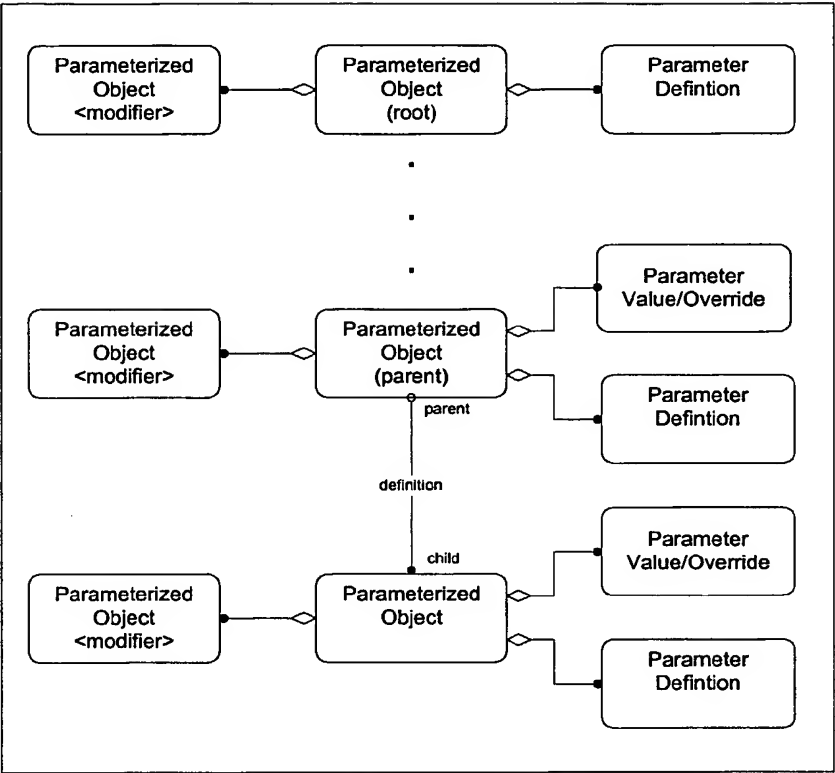 Parameterized
Object
<modifier>
Parameterized
Object
(root)
Parameter
Defintion
Parameterized
Object
<modifier>
Parameterized
Object
(parent)
Parameter
Value/Override
Parameter
Defintion
parent
definition
child
Parameterized
Object
<modifier>
Parameterized
Object
Parameter
Value/Override
Parameter
Defintion